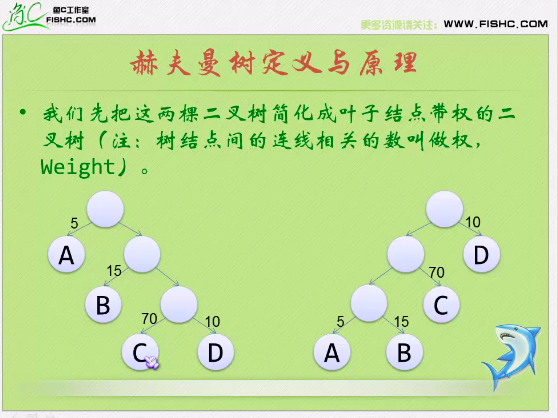 鱼C工作室
FISHC.COM
更多资源请关注：WWW.FISHC.COM
赫夫曼树定义与原理
• 我们先把这两棵二叉树简化成叶子结点带权的二
叉树（注：树结点间的连线相关的数叫做权，
Weight）。
5
10
A
D
15
70
B
C
70
10
5
15
C
D
A
B